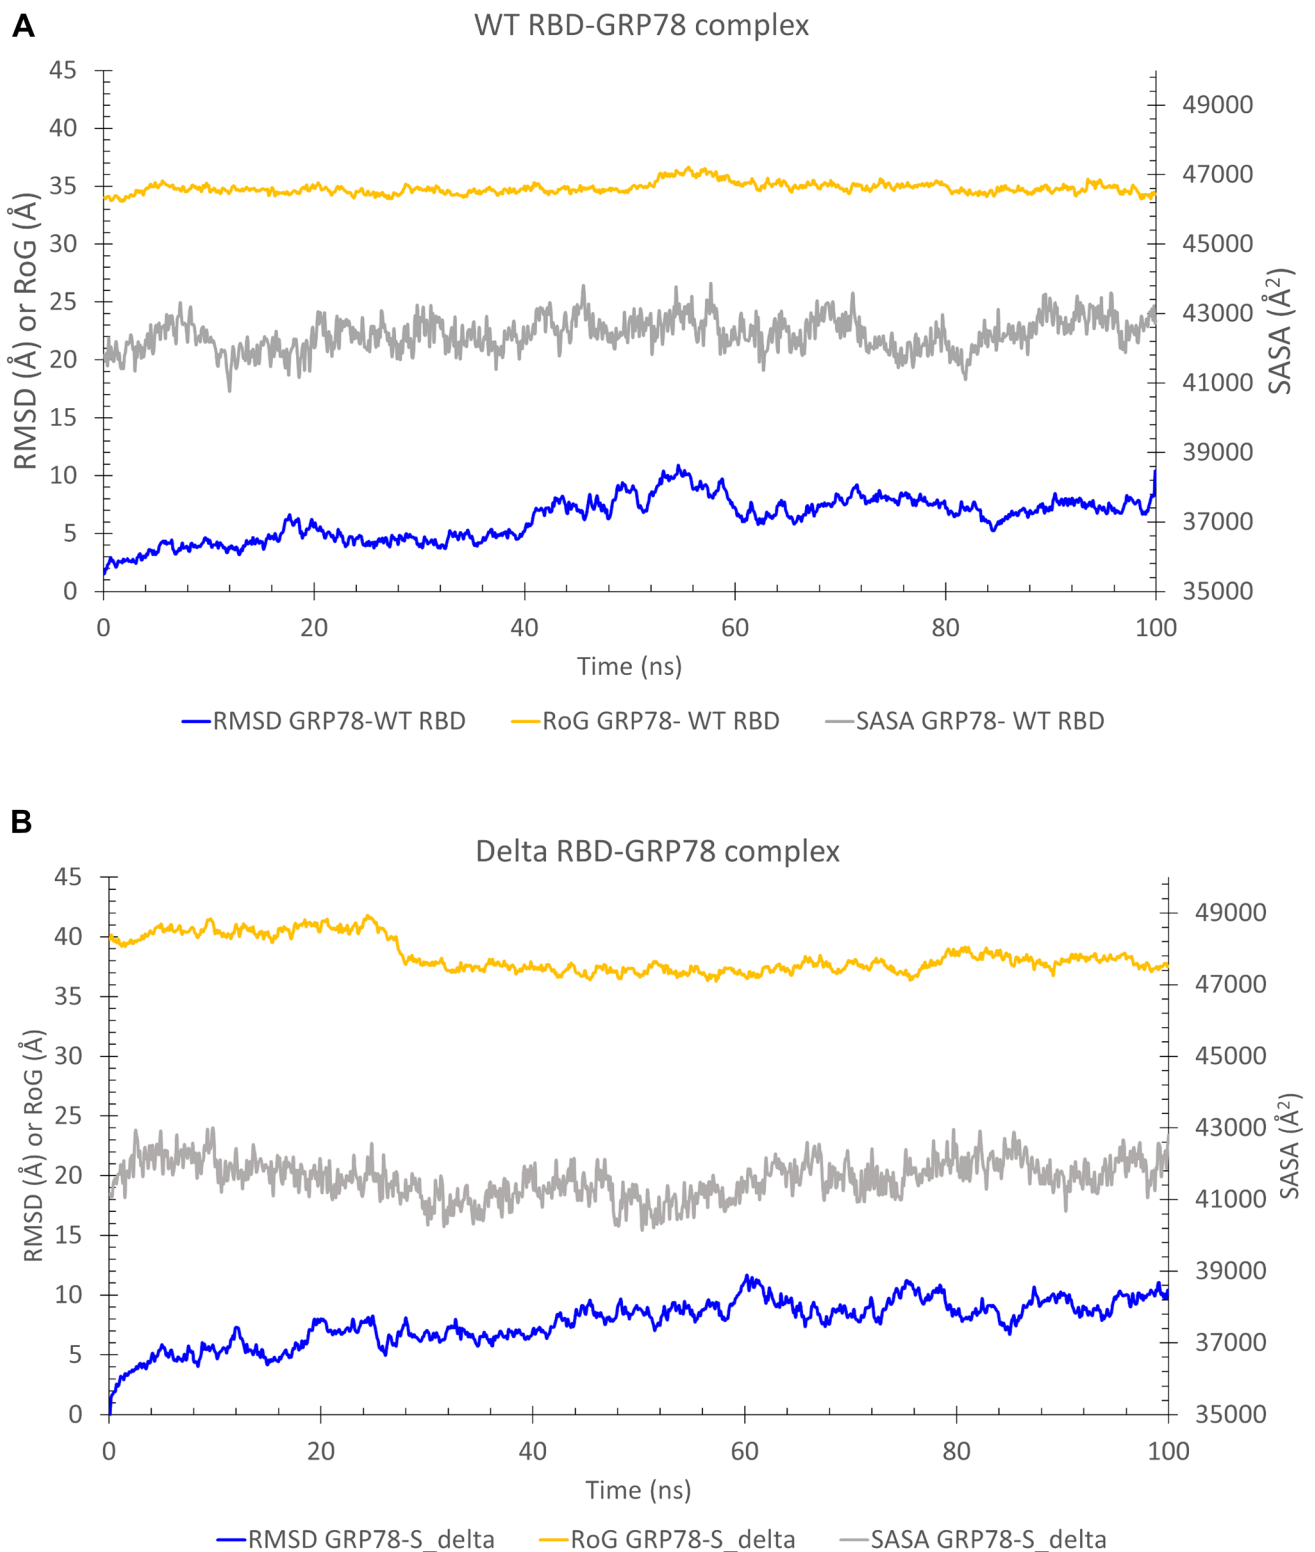 A
WT RBD-GRP78 complex
45
40
35
30
25
20
15
10
5
0
RMSD (Å) or RoG (Å)
49000
47000
45000
43000
41000
39000
37000
35000
SASA (Å²)
0 20 40 60 80 100
Time (ns)
RMSD GRP78-WT RBD RoG GRP78- WT RBD SASA GRP78- WT RBD
B
Delta RBD-GRP78 complex
45
40
35
30
25
20
15
10
5
0
RMSD (Å) or RoG (Å)
49000
47000
45000
43000
41000
39000
37000
35000
SASA (Å²)
0 20 40 60 80 100
Time (ns)
RMSD GRP78-S_delta RoG GRP78-S_delta SASA GRP78-S_delta